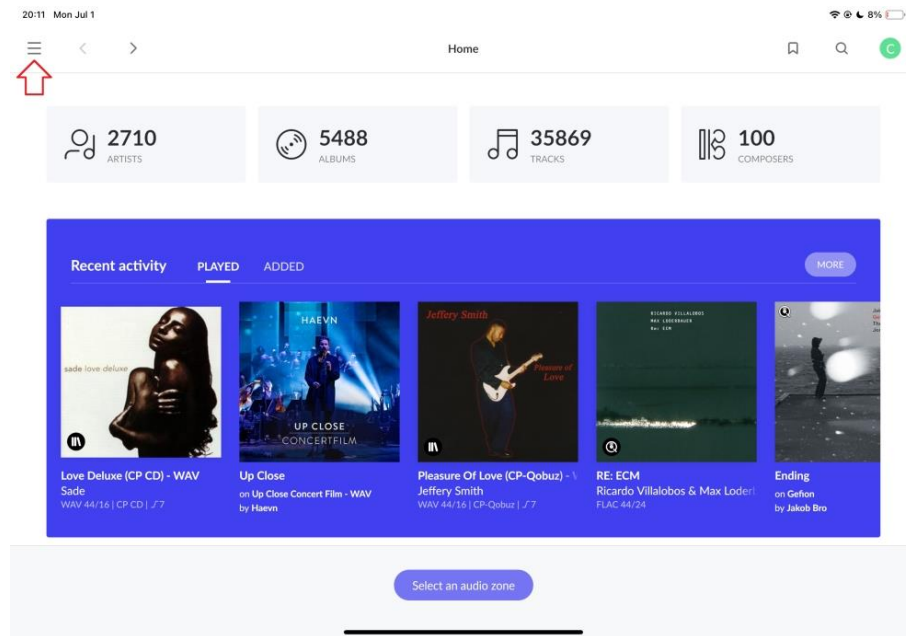 20:11 Mon Jul 1
8%
Home
C
2710
ARTISTS
5488
ALBUMS
35869
TRACKS
100
COMPOSERS
Recent activity PLAYED ADDED
MORE
sade love deluxe
HAEVN
UP CLOSE
CONCERTFILM
Jeffery Smith
Pleasure of
Love
RICARDO VILLALOBOS
MAX LODERBAUER
Re: ECM
Love Deluxe (CP CD) - WAV
Sade
WAV 44/16 | CP CD | 7
Up Close
on Up Close Concert Film - WAV
by Haevn
Pleasure Of Love (CP-Qobuz) -
Jeffery Smith
WAV 44/16 | CP-Qobuz | 7
RE: ECM
Ricardo Villalobos & Max Loderl
FLAC 44/24
Ending
on Gefion
by Jakob Bro
Select an audio zone